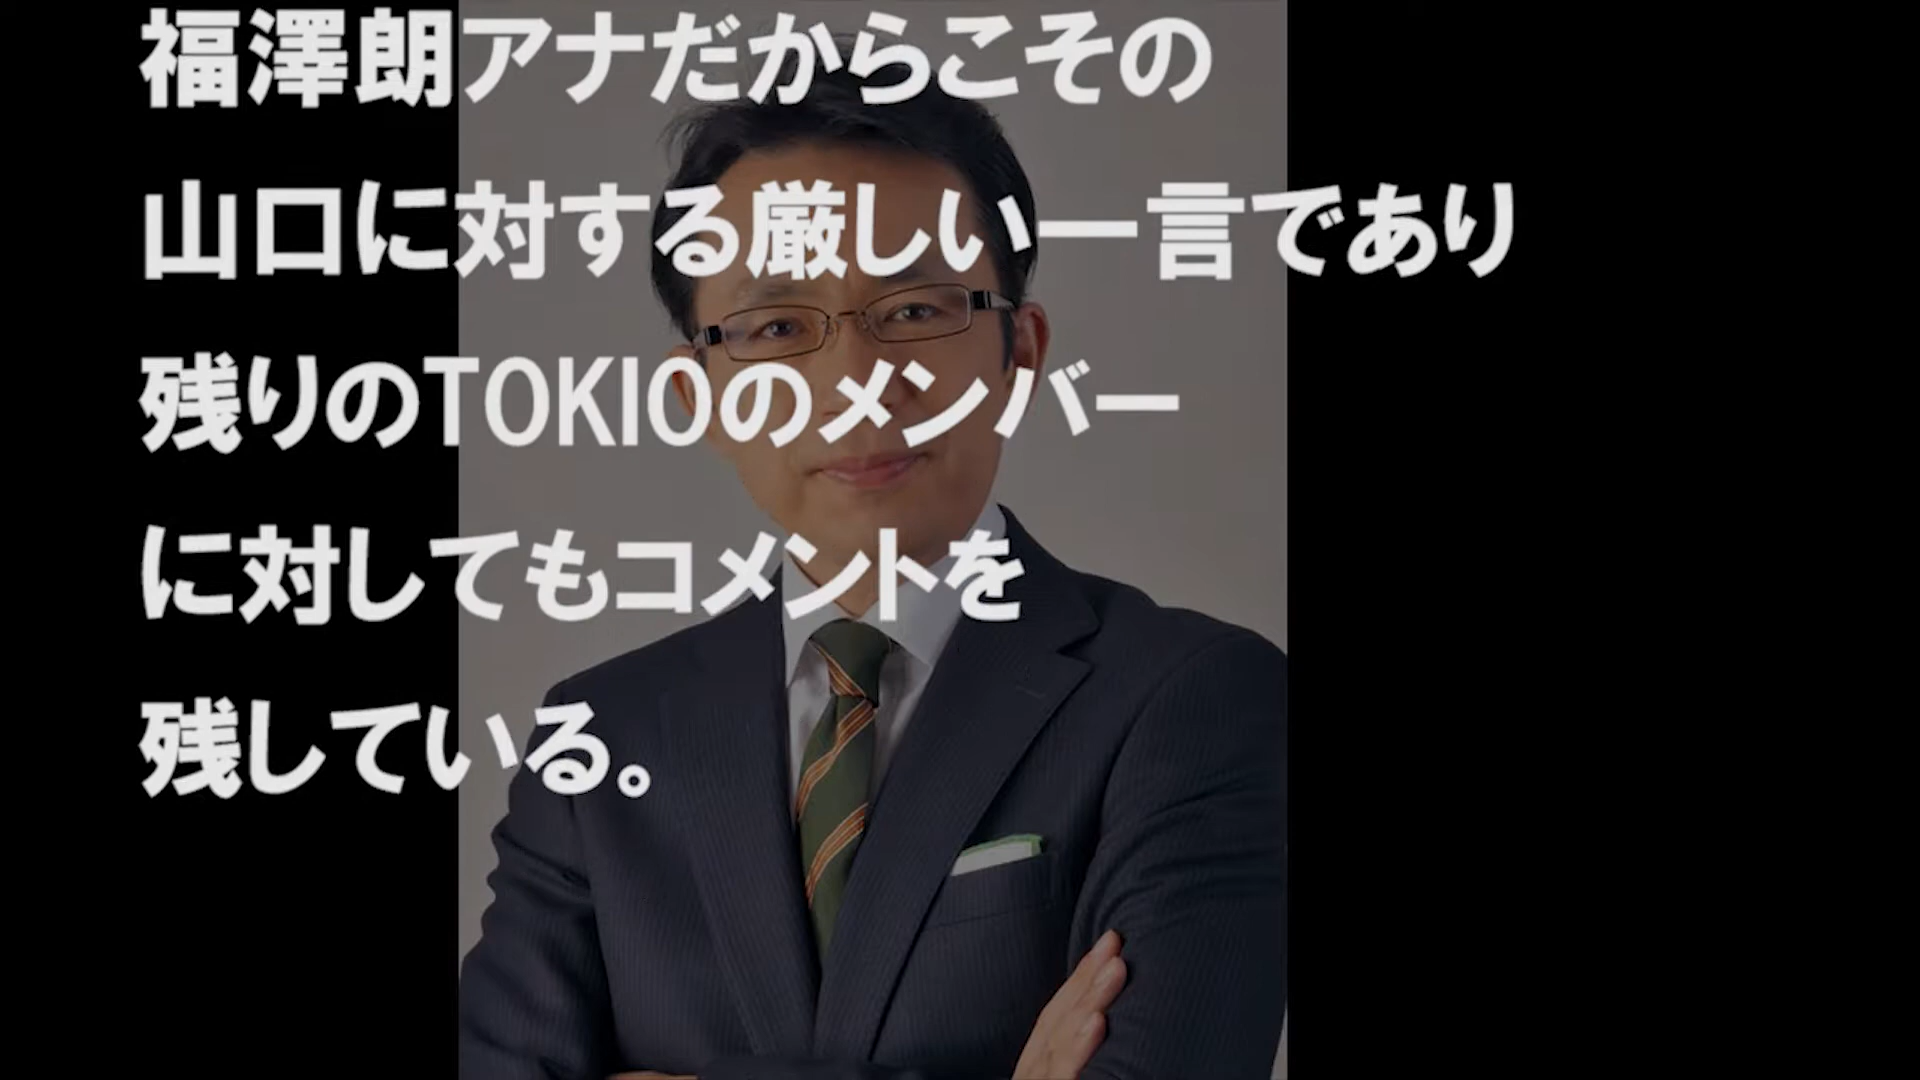 福澤朗アナだからこその
山口に対する厳しい一言であり
残りのTOKIOのメンバー
に対してもコメントを
残している。